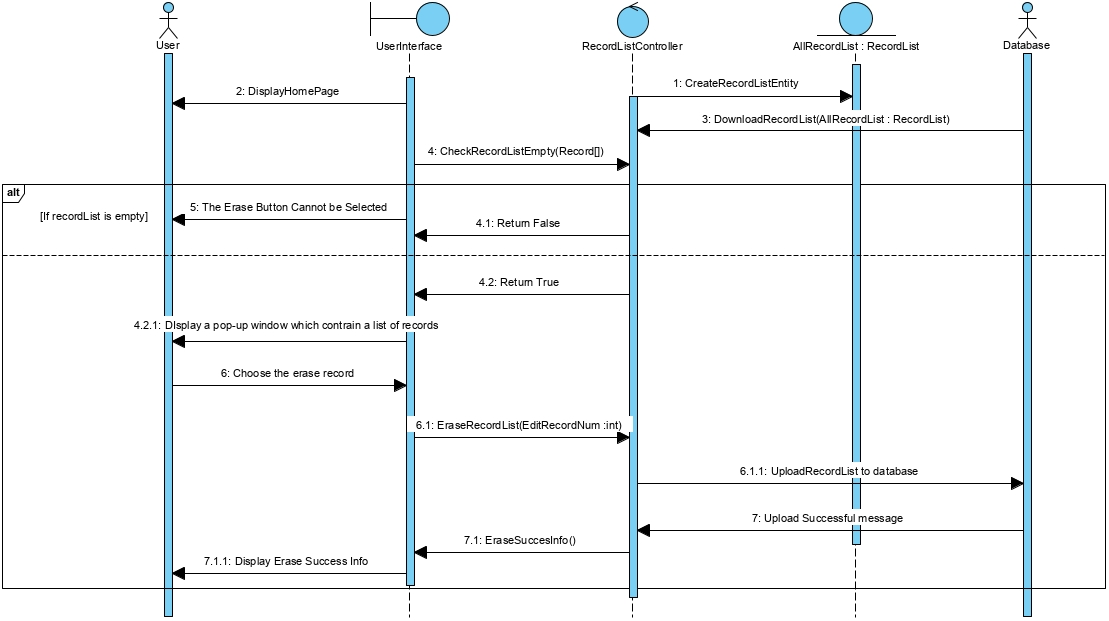 User
UserInterface
RecordListController
AllRecordList : RecordList
Database
1: CreateRecordListEntity
2: DisplayHomePage
3: DownloadRecordList(AllRecordList : RecordList)
4: CheckRecordListEmpty(Record[])
alt
[If recordList is empty]
5: The Erase Button Cannot be Selected
4.1: Return False
4.2: Return True
4.2.1: DIsplay a pop-up window which contrain a list of records
6: Choose the erase record
6.1: EraseRecordList(EditRecordNum :int)
6.1.1: UploadRecordList to database
7: Upload Successful message
7.1: EraseSuccesInfo()
7.1.1: Display Erase Success Info